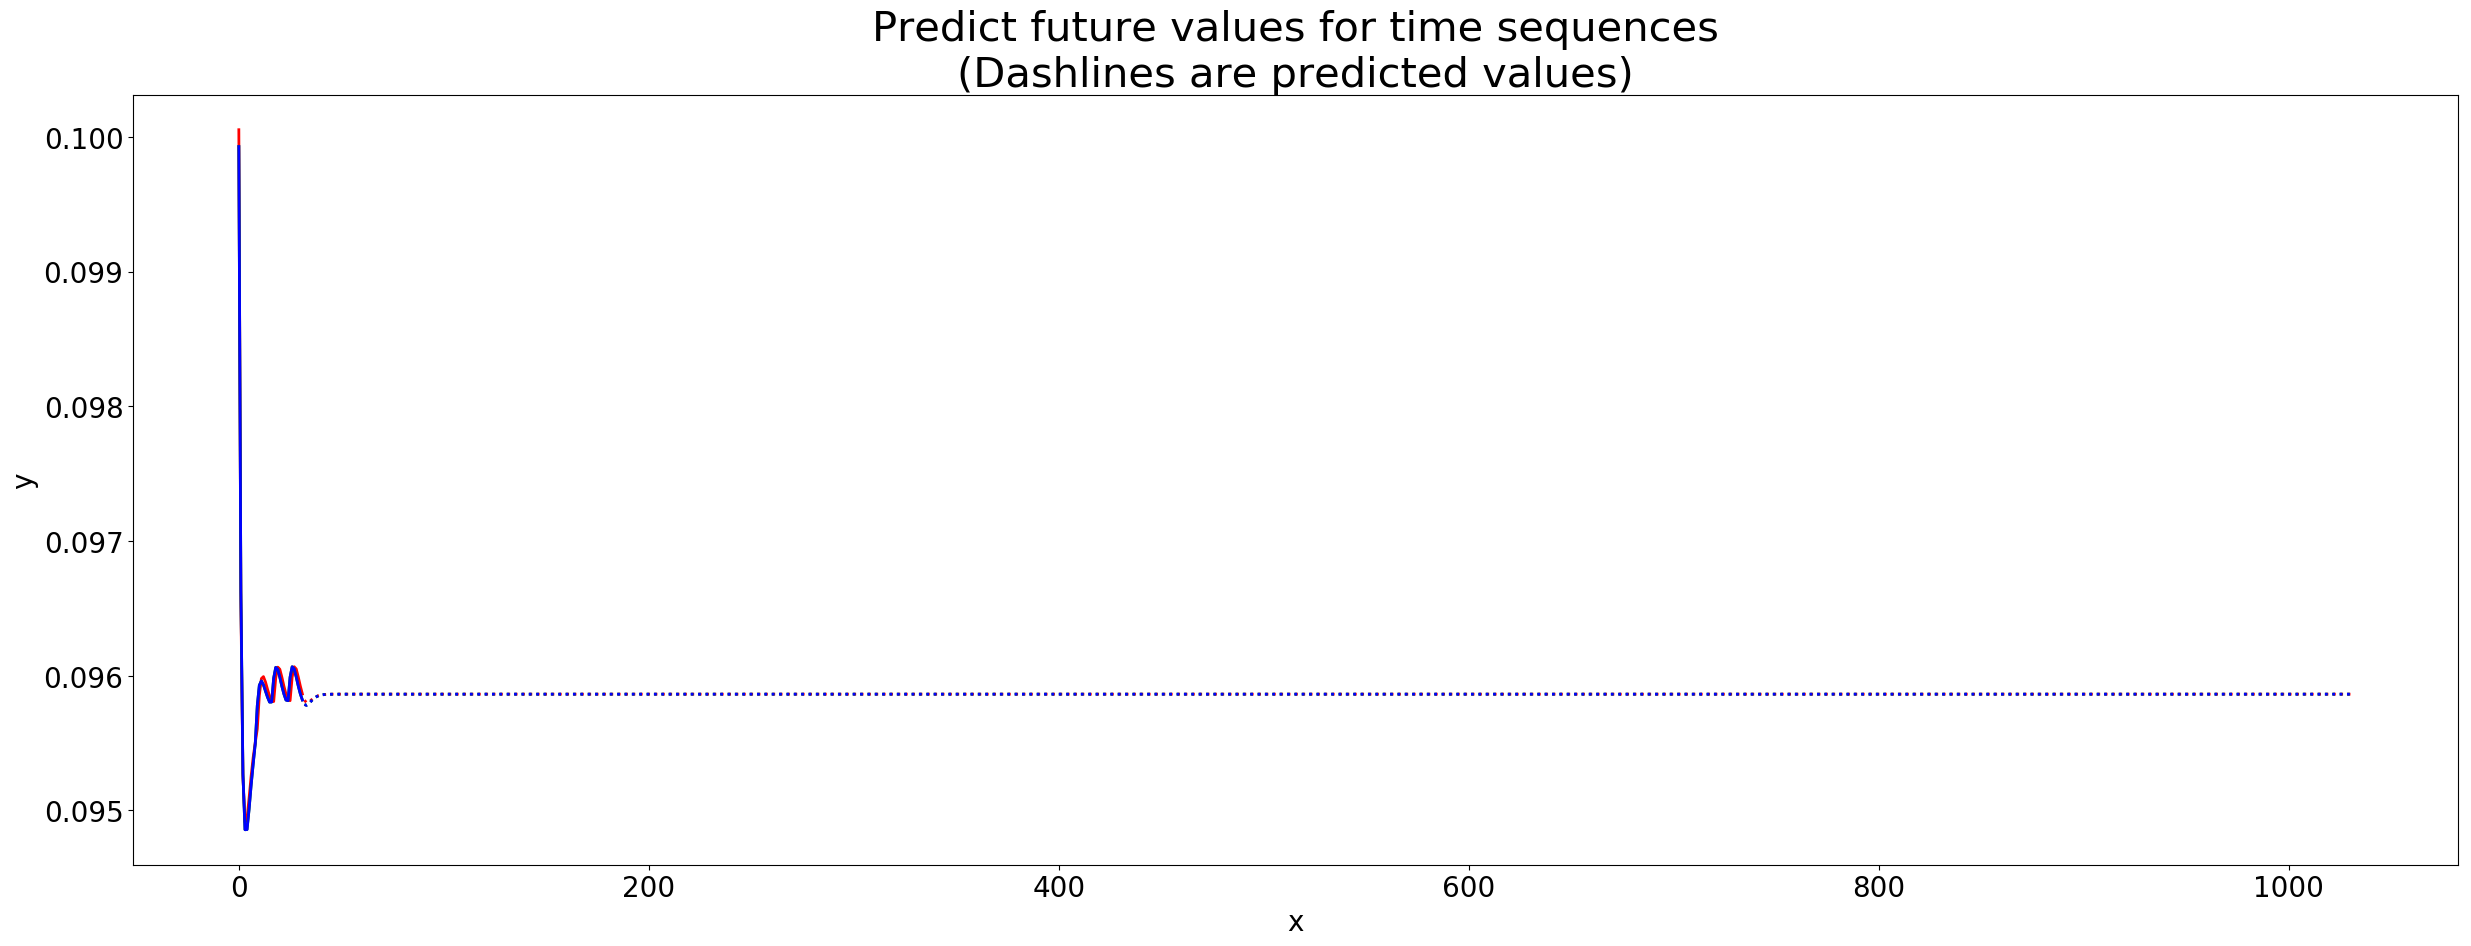 Predict future values for time sequences
(Dashlines are predicted values)
0.100
0.099
0.098
0.097
0.096
0.095
y
0 200 400 600 800 1000
x